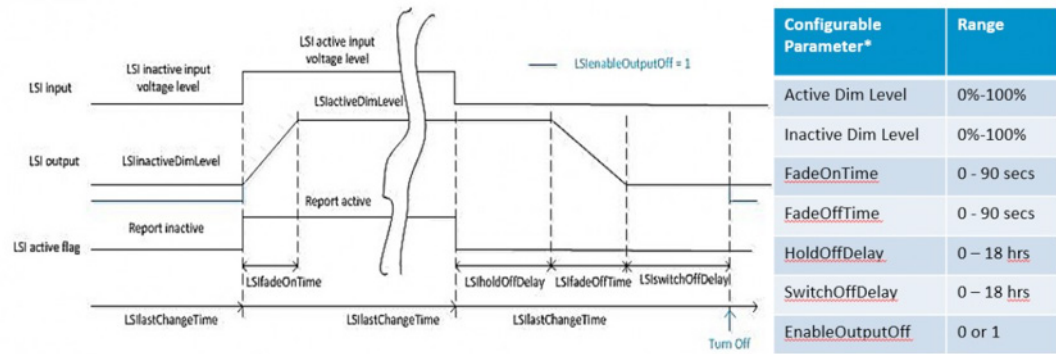 LSI active input
voltage level
LSI inactive input
voltage level
LSIenableOutputOff = 1
LSI input
LSIactiveDimLevel
LSI output
LSIinactiveDimLevel
Report active
Report inactive
LSI active flag
LSIfadeOnTime
LSIholdOffDelay
LSIfadeOffTime
LSIswitchOffDelay
LSIlastChangeTime
LSIlastChangeTime
LSIlastChangeTime
Turn Off
Configurable Parameter* Range
Active Dim Level 0%-100%
Inactive Dim Level 0%-100%
FadeOnTime 0 - 90 secs
FadeOffTime 0 - 90 secs
HoldOffDelay 0 – 18 hrs
SwitchOffDelay 0 – 18 hrs
EnableOutputOff 0 or 1